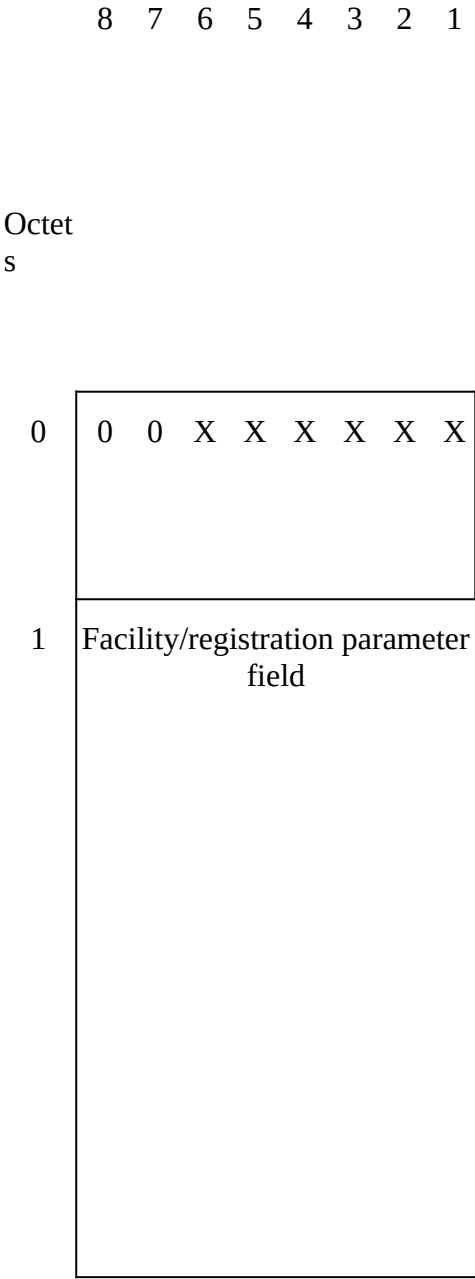 8 7 6 5 4 3 2 1
Octet
s
0 0 0 X X X X X X
1 Facility/registration parameter
field